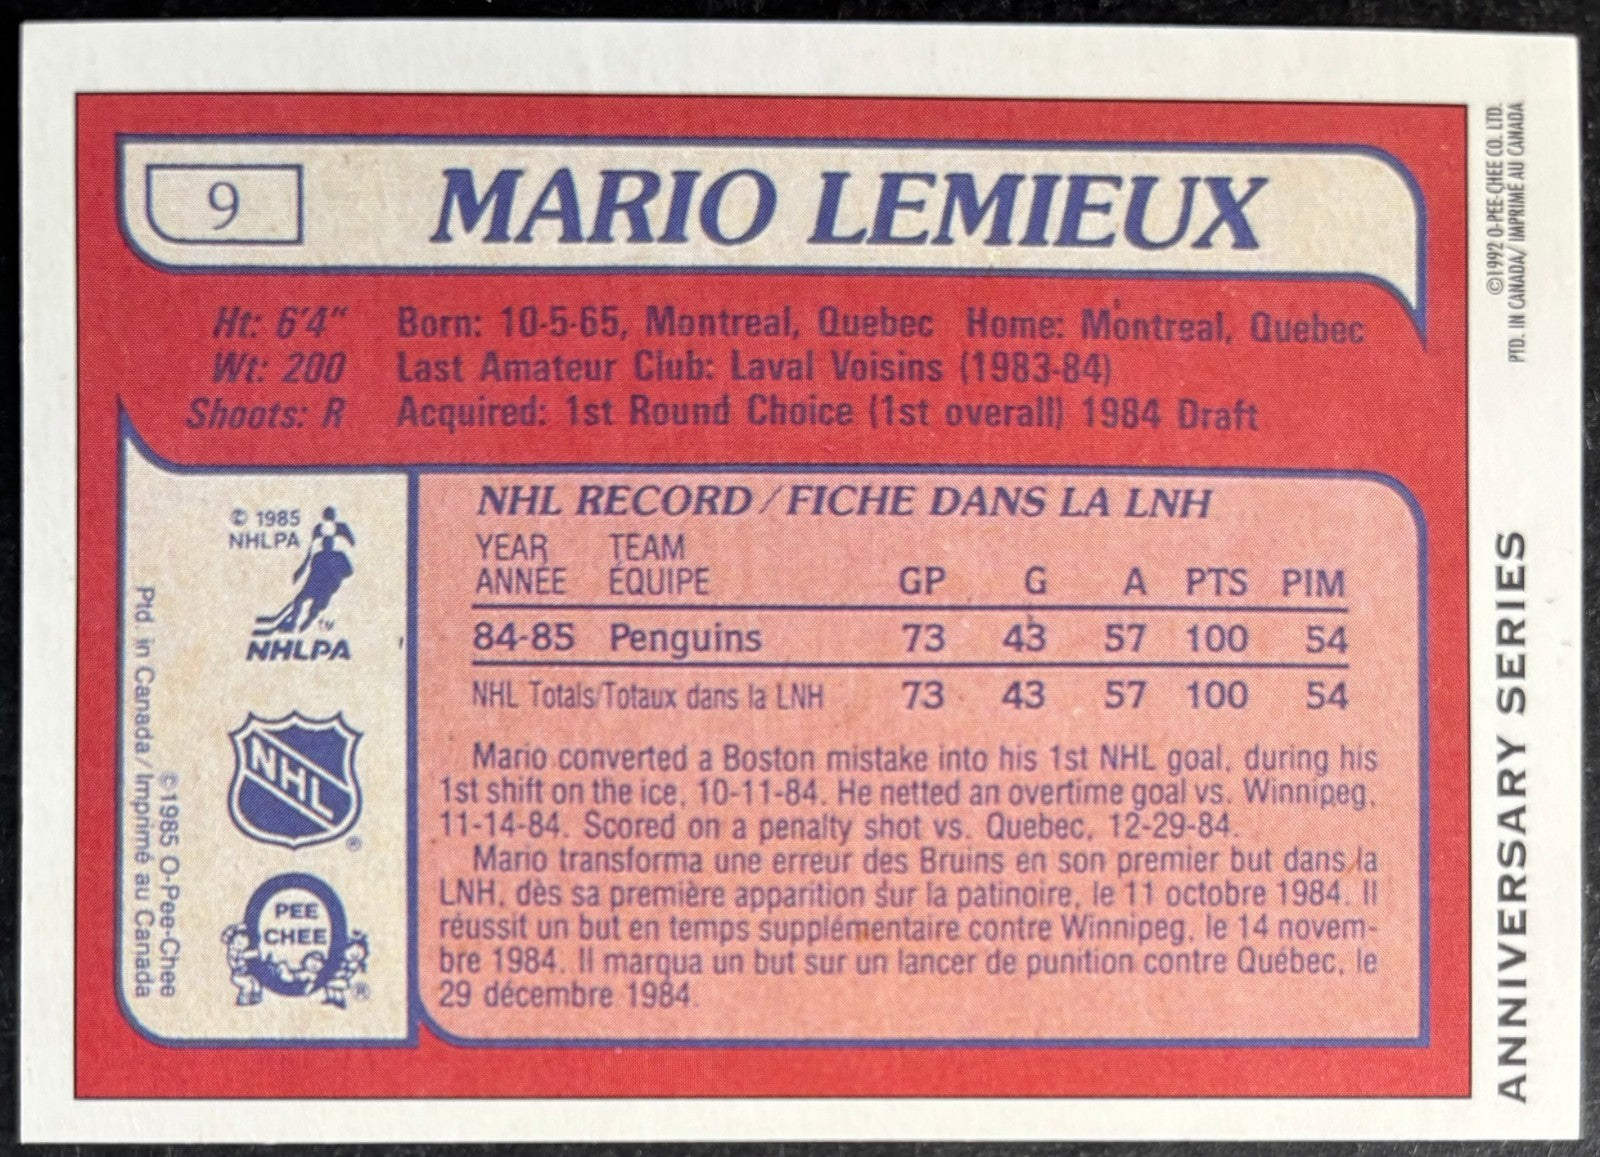 9
MARIO LEMIEUX
Ht: 6'4" Born: 10-5-65, Montreal, Quebec Home: Montreal, Quebec
Wt: 200 Last Amateur Club: Laval Voisins (1983-84)
Shoots: R Acquired: 1st Round Choice (1st overall) 1984 Draft
© 1985
NHLPA
TM
NHLPA
NHL
®
PEE
CHEE
®
©1985 O-Pee-Chee
Ptd. in Canada/Imprimé au Canada
NHL RECORD/FICHE DANS LA LNH
YEAR TEAM
ANNÉE ÉQUIPE GP G A PTS PIM
84-85 Penguins 73 43 57 100 54
NHL Totals/Totaux dans la LNH 73 43 57 100 54
Mario converted a Boston mistake into his 1st NHL goal, during his
1st shift on the ice, 10-11-84. He netted an overtime goal vs. Winnipeg,
11-14-84. Scored on a penalty shot vs. Quebec, 12-29-84.
Mario transforma une erreur des Bruins en son premier but dans la
LNH, dès sa première apparition sur la patinoire, le 11 octobre 1984. Il
réussit un but en temps supplémentaire contre Winnipeg, le 14 novem-
bre 1984. Il marqua un but sur un lancer de punition contre Québec, le
29 décembre 1984.
©1992 O-PEE-CHEE CO. LTD.
PTD. IN CANADA/IMPRIMÉ AU CANADA
ANNIVERSARY SERIES